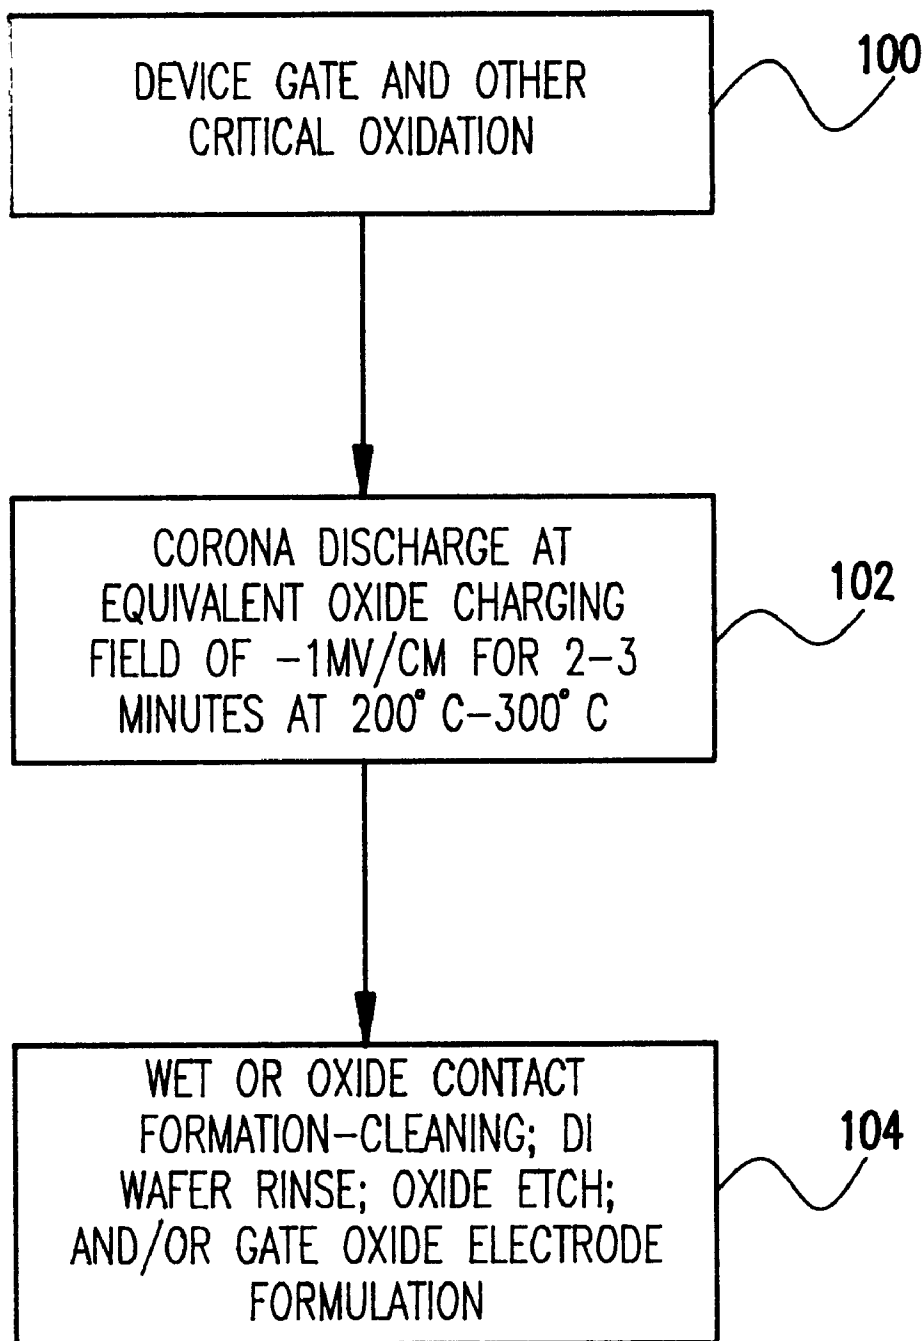 DEVICE GATE AND OTHER
CRITICAL OXIDATION
100
CORONA DISCHARGE AT
EQUIVALENT OXIDE CHARGING
FIELD OF -1MV/CM FOR 2-3
MINUTES AT 200° C-300° C
102
WET OR OXIDE CONTACT
FORMATION-CLEANING; DI
WAFER RINSE; OXIDE ETCH;
AND/OR GATE OXIDE ELECTRODE
FORMULATION
104